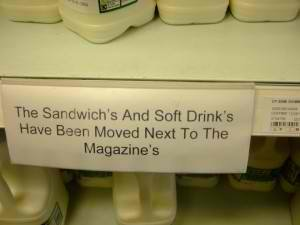 The Sandwich's And Soft Drink's
Have Been Moved Next To The
Magazine's